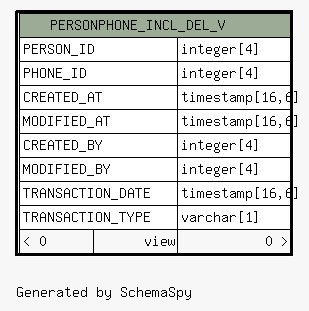 PERSONPHONE_INCL_DEL_V
PERSON_ID integer[4]
PHONE_ID integer[4]
CREATED_AT timestamp[16,6]
MODIFIED_AT timestamp[16,6]
CREATED_BY integer[4]
MODIFIED_BY integer[4]
TRANSACTION_DATE timestamp[16,6]
TRANSACTION_TYPE varchar[1]
< 0 view 0 >
Generated by SchemaSpy